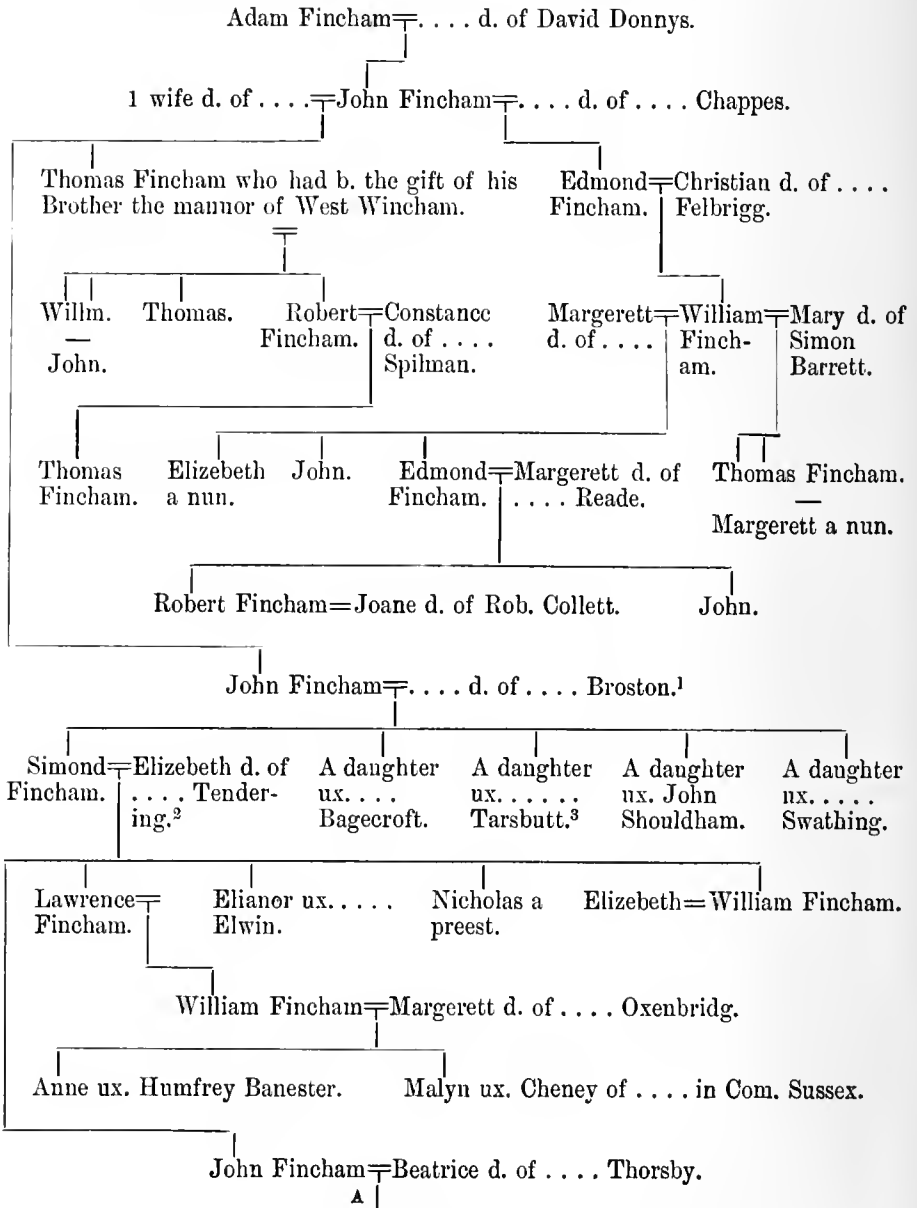 Adam Fincham=. . . . d. of David Donnys.
1 wife d. of . . . .=John Fincham=. . . . d. of . . . . Chappes.
Thomas Fincham who had b. the gift of his
Brother the mannor of West Wincham.
Edmond=Christian d. of . . . .
Fincham. Felbrigg.
Willm. Thomas. Robert=Constance
Fincham. d. of . . . .
— Spilman.
John.
Margerett=William=Mary d. of
d. of . . . . Finch- Simon
am. Barrett.
Thomas Elizebeth John. Edmond=Margerett d. of Thomas Fincham.
Fincham. a nun. Fincham. . . . . Reade. —
Margerett a nun.
Robert Fincham=Joane d. of Rob. Collett. John.
John Fincham=. . . . d. of . . . . Broston.¹
Simond=Elizebeth d. of A daughter A daughter A daughter A daughter
Fincham. . . . . Tender- ux. . . . ux. . . . . . ux. John ux. . . . .
ing.² Bagecroft. Tarsbutt.³ Shouldham. Swathing.
Lawrence= Elianor ux. . . . . Nicholas a Elizebeth=William Fincham.
Fincham. Elwin. preest.
William Fincham=Margerett d. of . . . . Oxenbridg.
Anne ux. Humfrey Banester. Malyn ux. Cheney of . . . . in Com. Sussex.
John Fincham=Beatrice d. of . . . . Thorsby.
A